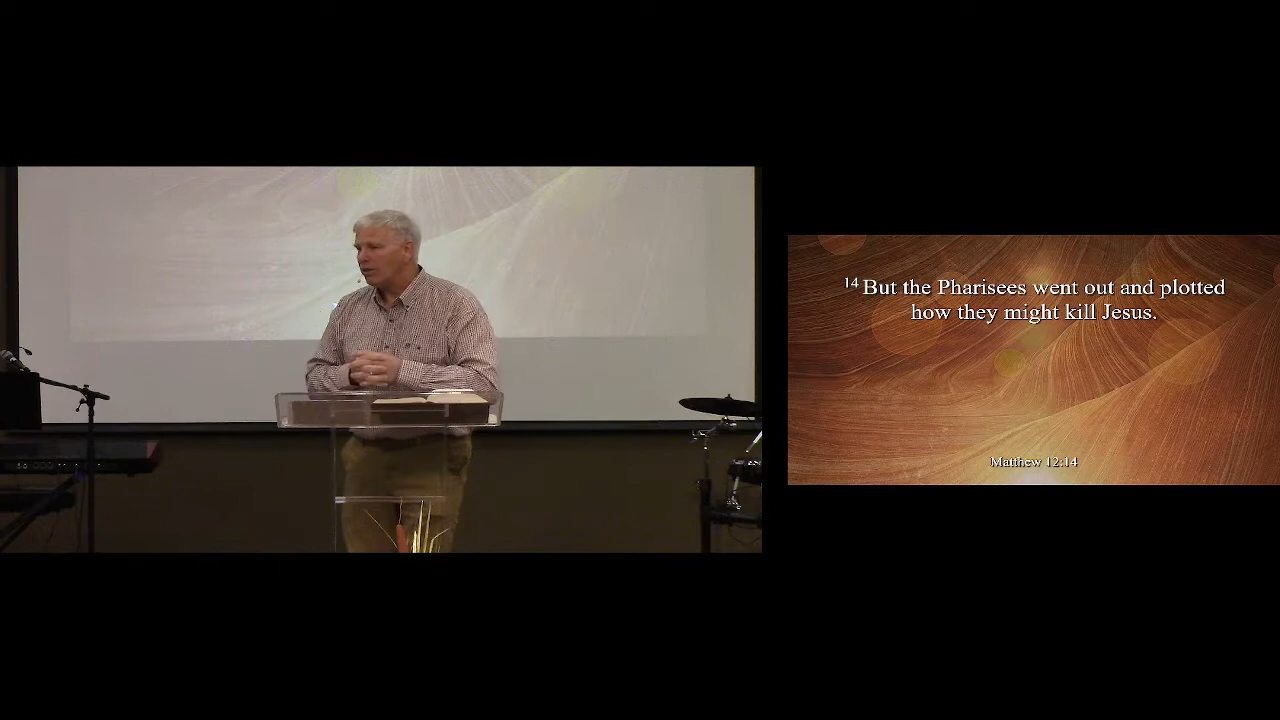 14 But the Pharisees went out and plotted
how they might kill Jesus.
Matthew 12:14